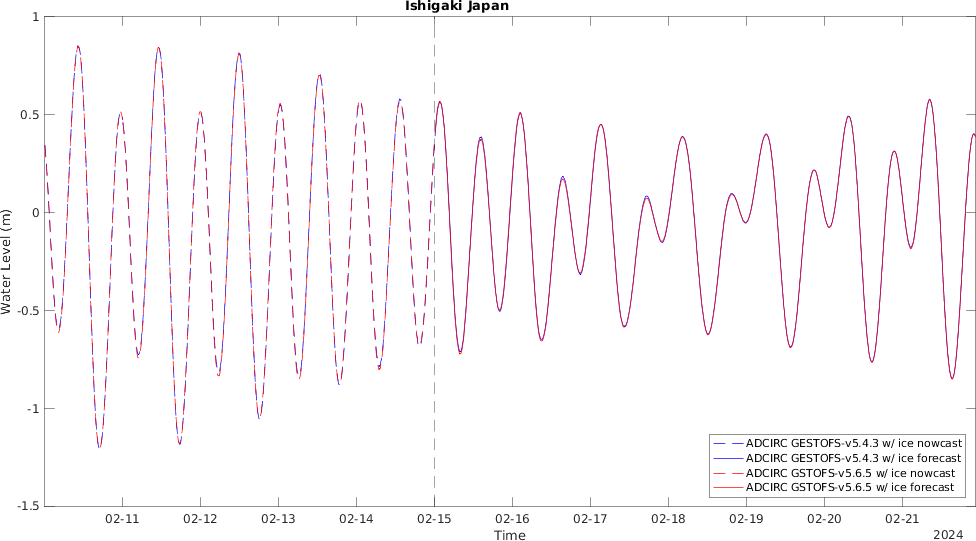 Ishigaki Japan
1
0.5
0
-0.5
-1
-1.5
Water Level (m)
ADCIRC GESTOFS-v5.4.3 w/ ice nowcast
ADCIRC GESTOFS-v5.4.3 w/ ice forecast
ADCIRC GSTOFS-v5.6.5 w/ ice nowcast
ADCIRC GSTOFS-v5.6.5 w/ ice forecast
02-11 02-12 02-13 02-14 02-15 02-16 02-17 02-18 02-19 02-20 02-21
Time
2024